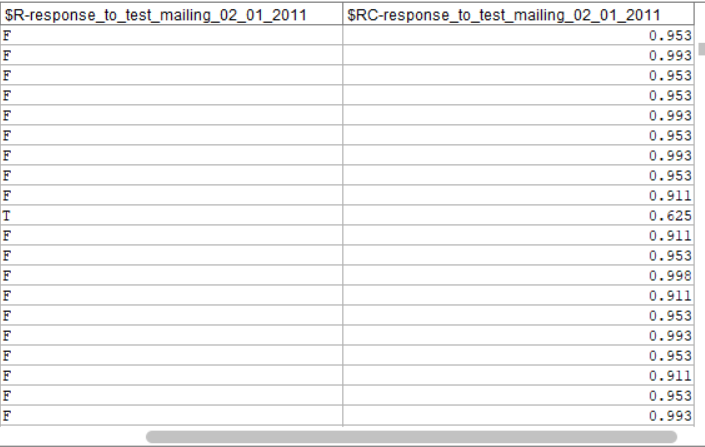 $R-response_to_test_mailing_02_01_2011 $RC-response_to_test_mailing_02_01_2011
F 0.953
F 0.993
F 0.953
F 0.953
F 0.993
F 0.953
F 0.993
F 0.953
F 0.911
T 0.625
F 0.911
F 0.953
F 0.998
F 0.911
F 0.953
F 0.993
F 0.953
F 0.911
F 0.953
F 0.993